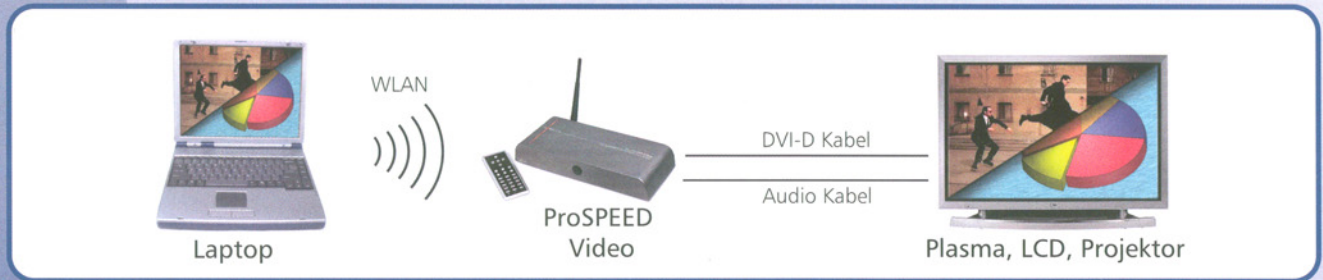 WLAN
DVI-D Kabel
Audio Kabel
Laptop
ProSPEED
Video
Plasma, LCD, Projektor